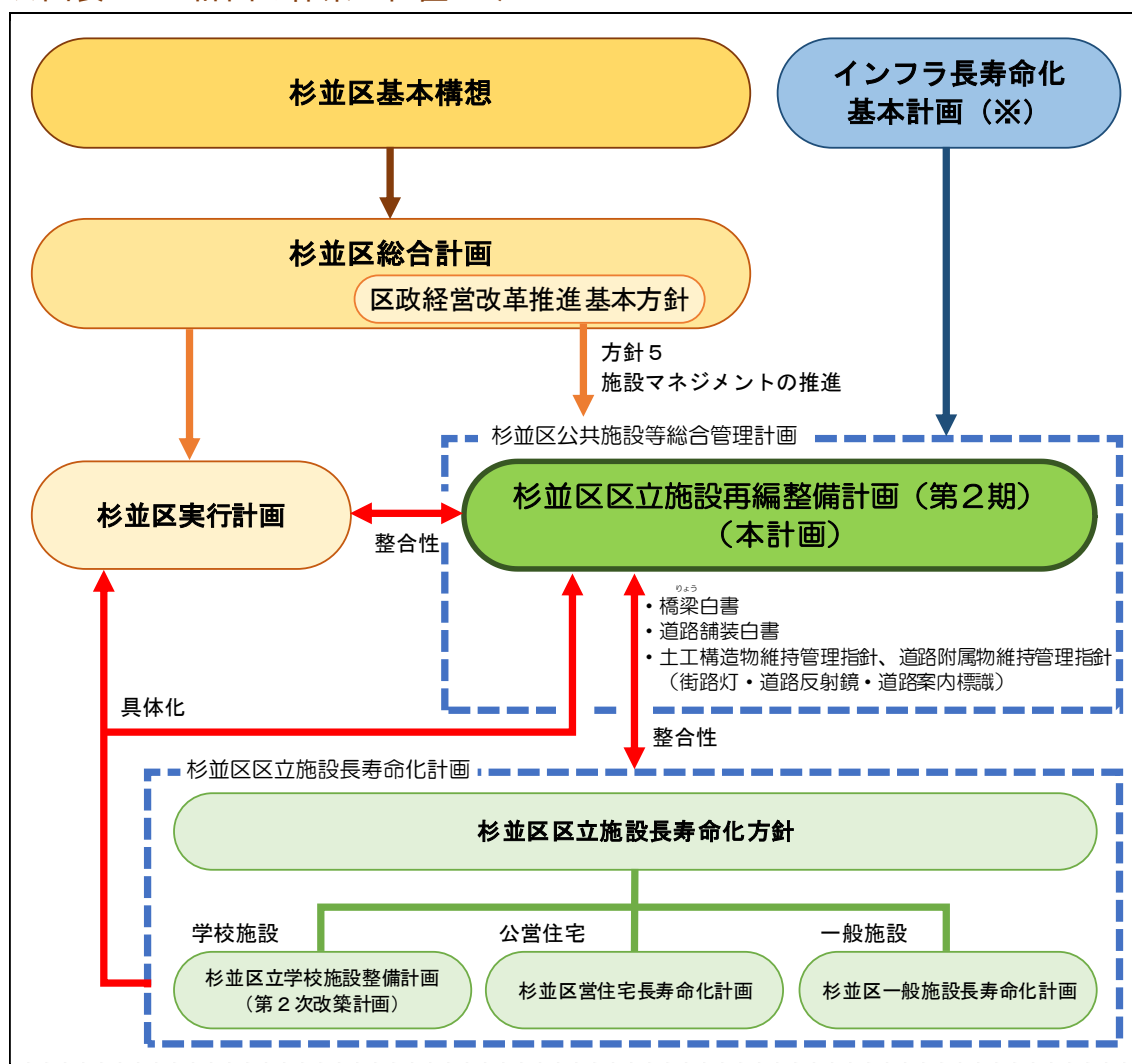 杉並区基本構想
インフラ長寿命化
基本計画（※）
杉並区総合計画
区政経営改革推進基本方針
方針５
施設マネジメントの推進
杉並区公共施設等総合管理計画
杉並区区立施設再編整備計画（第２期）
（本計画）
杉並区実行計画
整合性
りょう
・橋梁白書
・道路舗装白書
・土工構造物維持管理指針、道路附属物維持管理指針
（街路灯・道路反射鏡・道路案内標識）
具体化
整合性
杉並区区立施設長寿命化計画
杉並区区立施設長寿命化方針
学校施設
公営住宅
一般施設
杉並区立学校施設整備計画
（第２次改築計画）
杉並区営住宅長寿命化計画
杉並区一般施設長寿命化計画